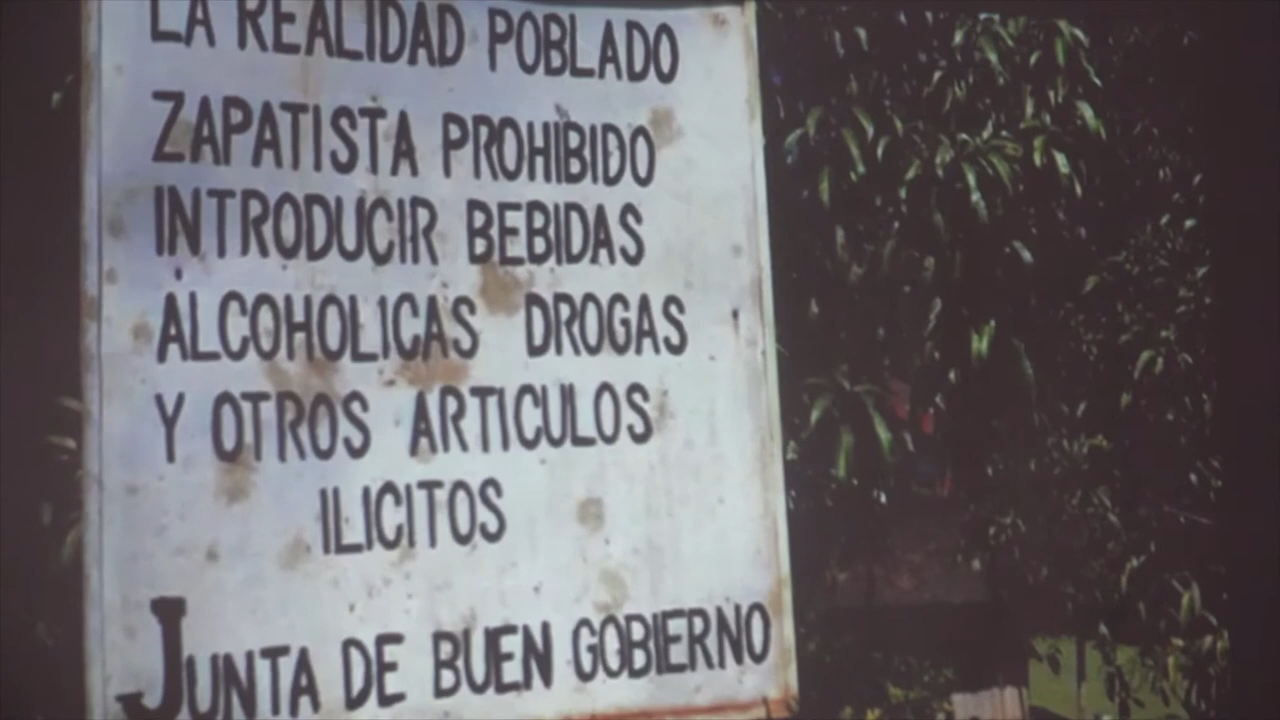 LA REALIDAD POBLADO
ZAPATISTA PROHIBIDO
INTRODUCIR BEBIDAS
ALCOHOLICAS DROGAS
Y OTROS ARTICULOS
ILICITOS
JUNTA DE BUEN GOBIERNO